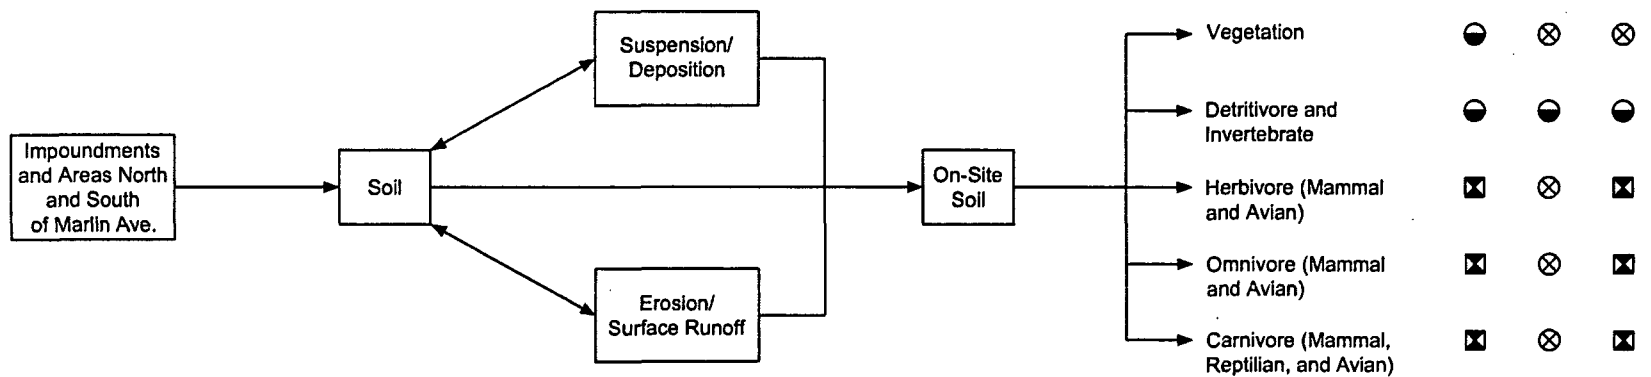 Impoundments
and Areas North
and South
of Marlin Ave.
Soil
Suspension/
Deposition
Erosion/
Surface Runoff
On-Site
Soil
Vegetation
Detritivore and
Invertebrate
Herbivore (Mammal
and Avian)
Omnivore (Mammal
and Avian)
Carnivore (Mammal,
Reptilian, and Avian)